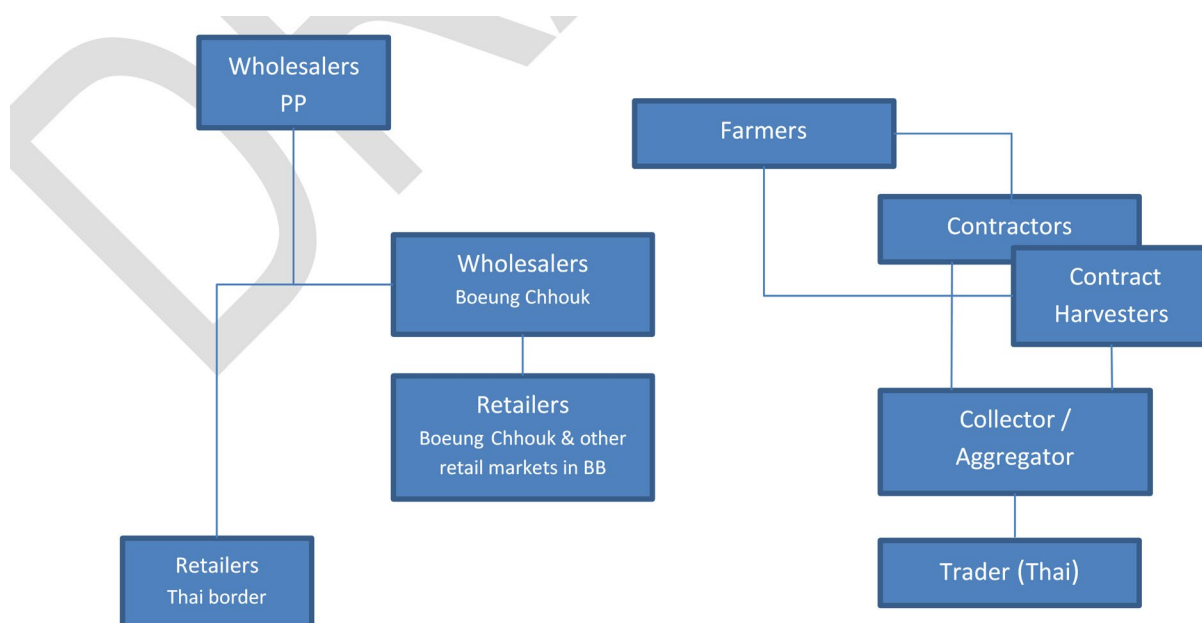 Wholesalers
PP
Farmers
Contractors
Wholesalers
Boeung Chhouk
Contract
Harvesters
Retailers
Boeung Chhouk & other
retail markets in BB
Collector /
Aggregator
Retailers
Thai border
Trader (Thai)